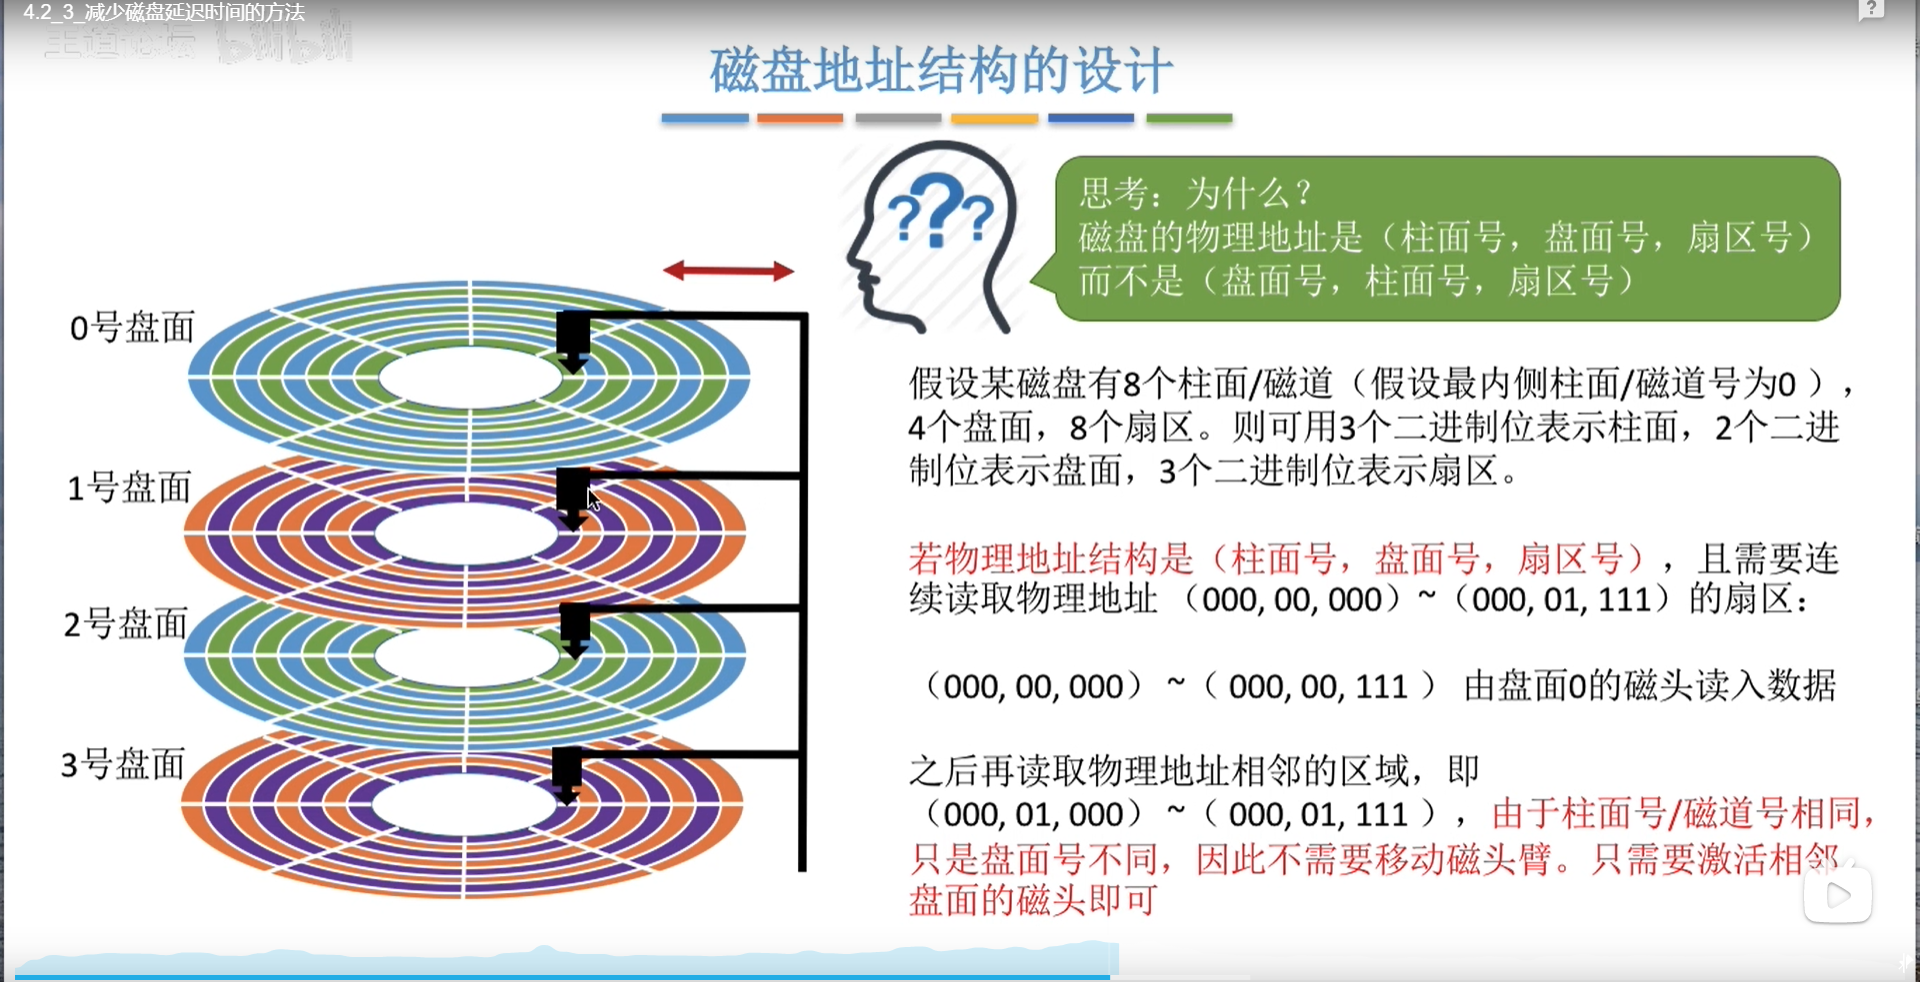 4.2_3_减少磁盘延迟时间的方法
王道论坛 bilibili
?
磁盘地址结构的设计
???
思考：为什么？
磁盘的物理地址是（柱面号，盘面号，扇区号）
而不是（盘面号，柱面号，扇区号）
0号盘面
1号盘面
2号盘面
3号盘面
假设某磁盘有8个柱面/磁道（假设最内侧柱面/磁道号为0 ），
4个盘面，8个扇区。则可用3个二进制位表示柱面，2个二进
制位表示盘面，3个二进制位表示扇区。
若物理地址结构是（柱面号，盘面号，扇区号），且需要连
续读取物理地址 （000, 00, 000）~（000, 01, 111）的扇区：
（000, 00, 000） ~（ 000, 00, 111 ） 由盘面0的磁头读入数据
之后再读取物理地址相邻的区域，即
（000, 01, 000） ~（ 000, 01, 111 ），由于柱面号/磁道号相同，
只是盘面号不同，因此不需要移动磁头臂。只需要激活相邻
盘面的磁头即可